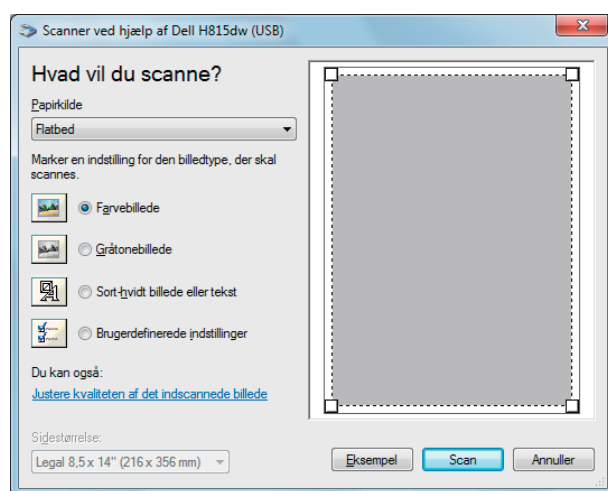 Scanner ved hjælp af Dell H815dw (USB)
Hvad vil du scanne?
Papirkilde
Flatbed
Marker en indstilling for den billedtype, der skal
scannes.
Farvebillede
Gråtonebillede
Sort-hvidt billede eller tekst
Brugerdefinerede indstillinger
Du kan også:
Justere kvaliteten af det indscannede billede
Sidestørrelse:
Legal 8,5 x 14" (216 x 356 mm)
Eksempel
Scan
Annuller